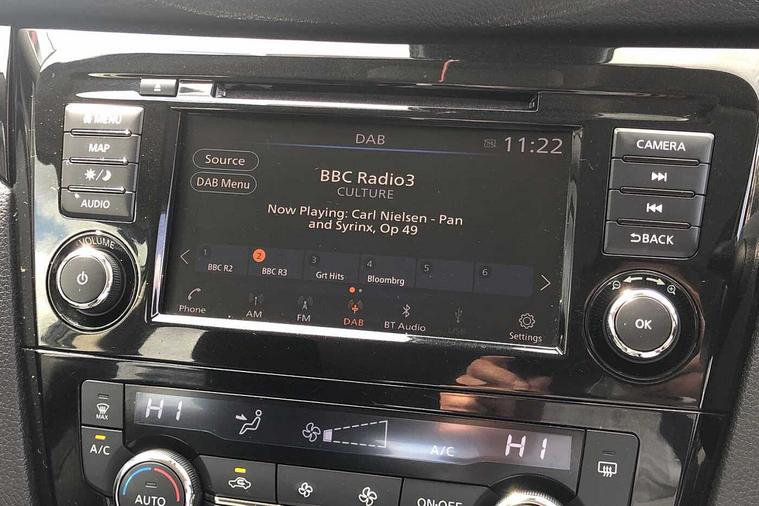 MENU
MAP
AUDIO
VOLUME
DAB
11:22
Source
DAB Menu
BBC Radio3
CULTURE
Now Playing: Carl Nielsen - Pan
and Syrinx, Op 49
1 2 3 4 5 6
BBC R2 BBC R3 Grt Hits Bloombrg
Phone AM FM DAB BT Audio USB Settings
CAMERA
BACK
OK
MAX
A/C
HI
A/C
HI
AUTO
ON·OFF